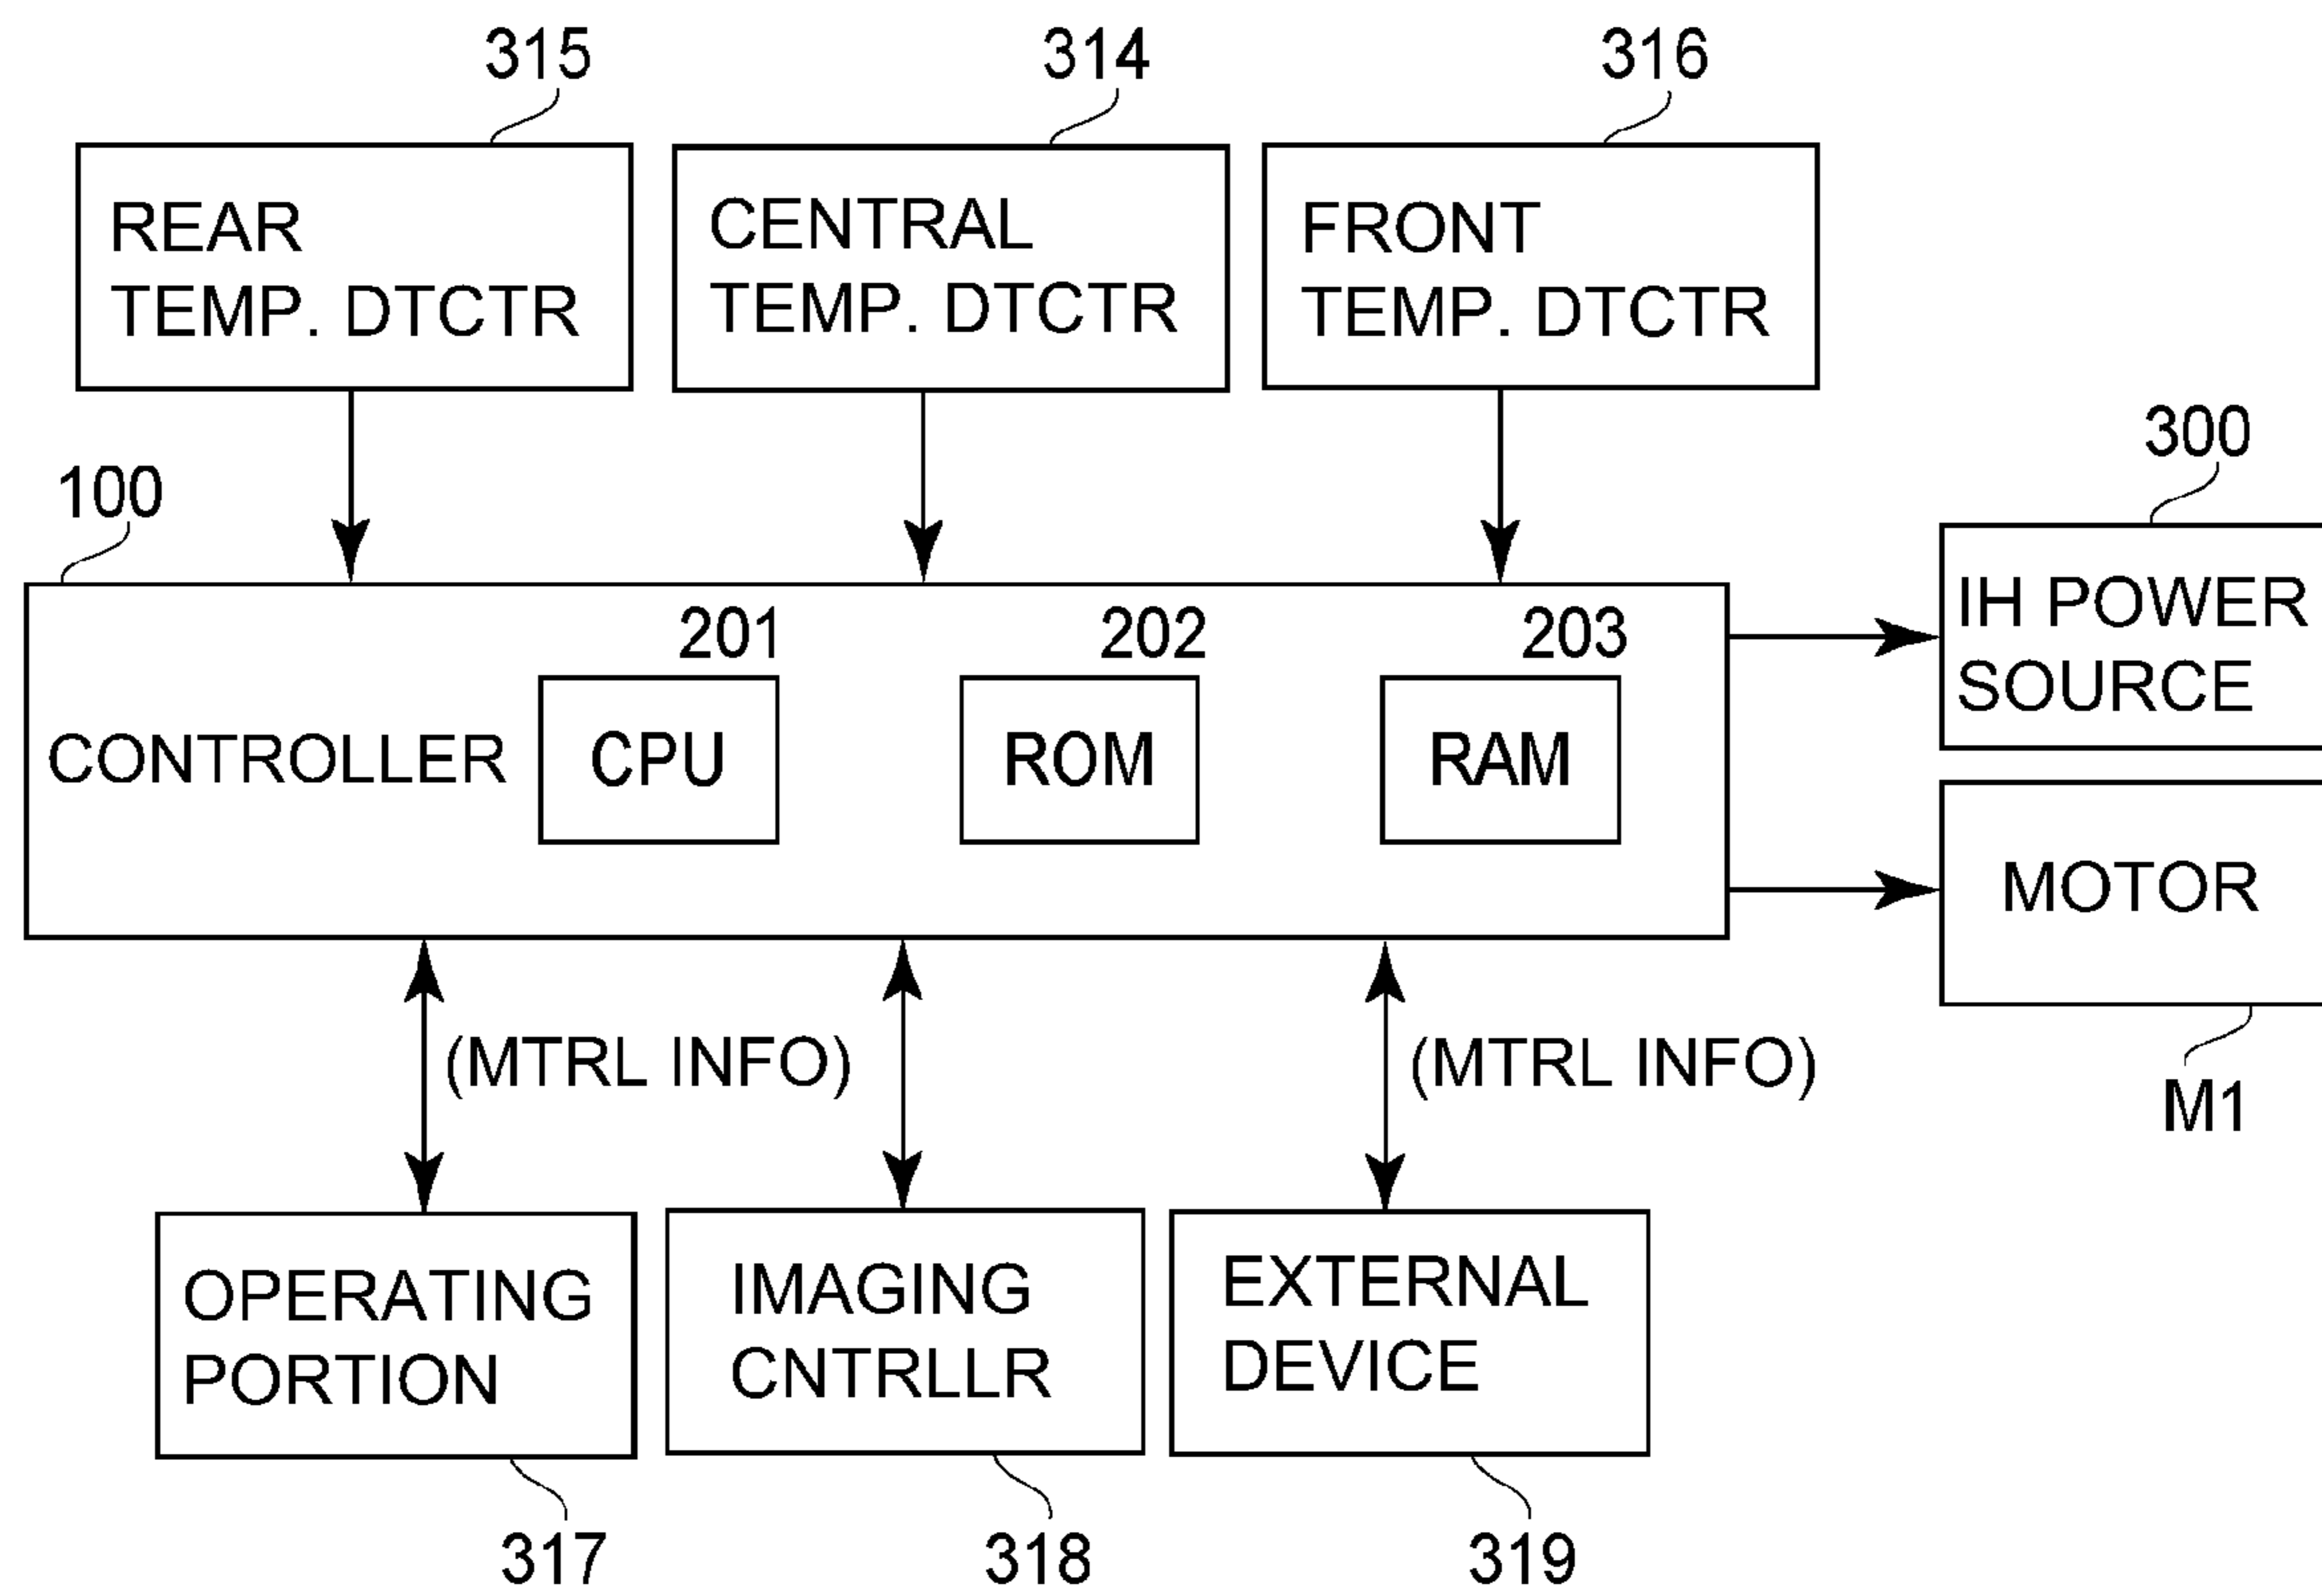 315
314
316
REAR
TEMP. DTCTR
CENTRAL
TEMP. DTCTR
FRONT
TEMP. DTCTR
100
300
201
202
203
CONTROLLER
CPU
ROM
RAM
IH POWER
SOURCE
MOTOR
M1
(MTRL INFO)
(MTRL INFO)
OPERATING
PORTION
IMAGING
CNTRLLR
EXTERNAL
DEVICE
317
318
319